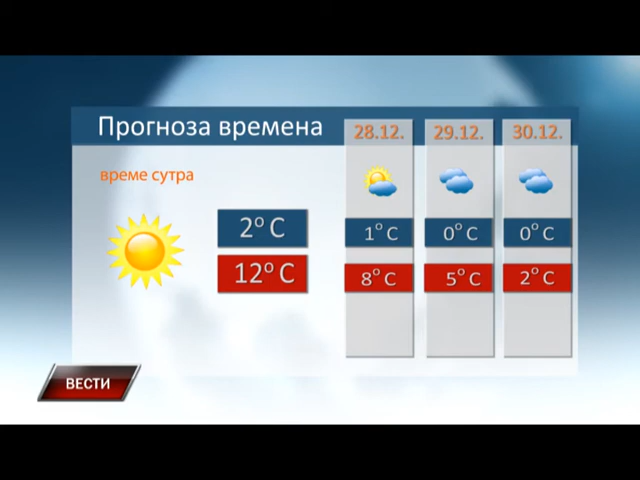 Прогноза времена
време сутра
2° C
12° C
28.12.
1° C
8° C
29.12.
0° C
5° C
30.12.
0° C
2° C
ВЕСТИ